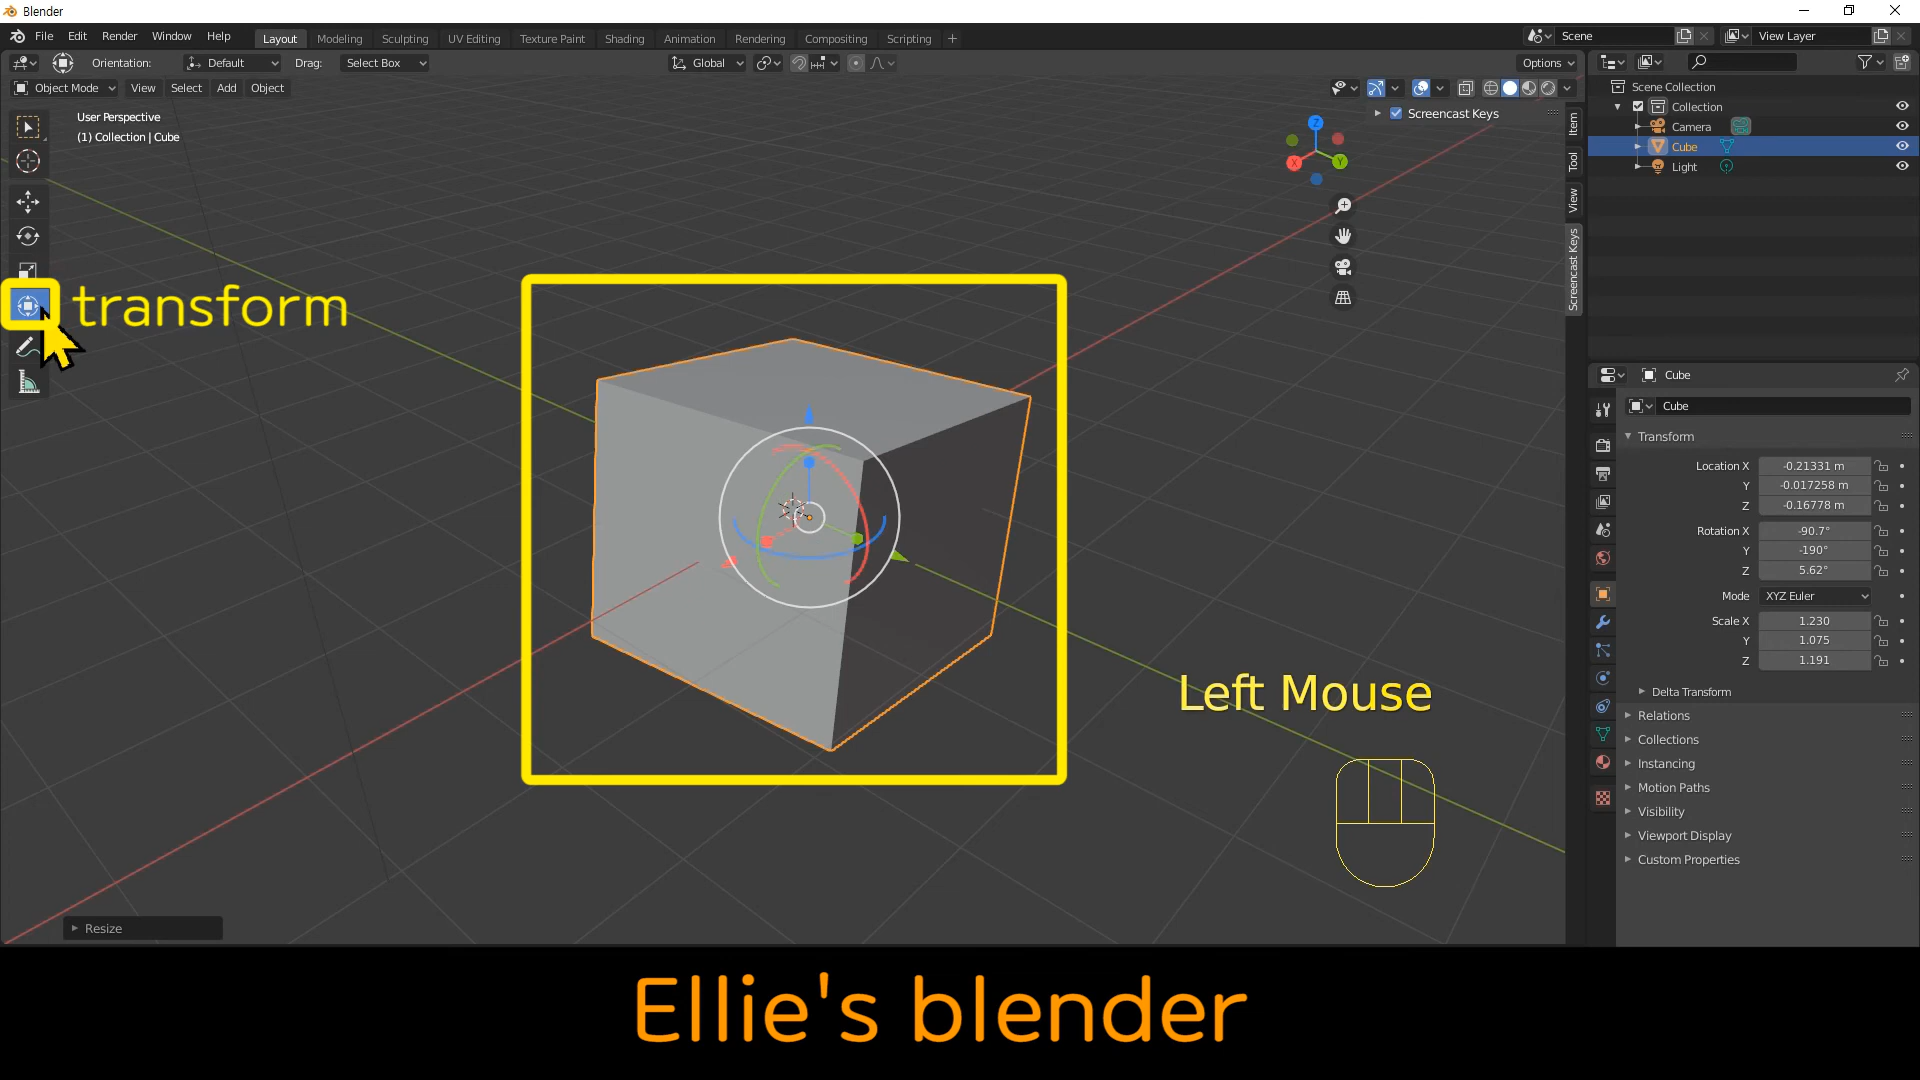 Blender
File Edit Render Window Help
Layout Modeling Sculpting UV Editing Texture Paint Shading Animation Rendering Compositing Scripting +
Scene
View Layer
Orientation: Default Drag: Select Box
Global
Options
Object Mode View Select Add Object
User Perspective
(1) Collection | Cube
Screencast Keys
Z
X
Y
Item
Tool
View
Screencast Keys
transform
Left Mouse
Resize
Scene Collection
Collection
Camera
Cube
Light
Cube
Cube
Transform
Location X -0.21331 m
Y -0.017258 m
Z -0.16778 m
Rotation X -90.7°
Y -190°
Z 5.62°
Mode XYZ Euler
Scale X 1.230
Y 1.075
Z 1.191
Delta Transform
Relations
Collections
Instancing
Motion Paths
Visibility
Viewport Display
Custom Properties
Ellie's blender